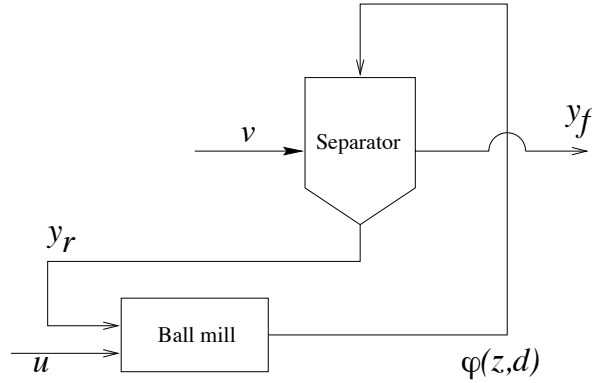 y_f
v
Separator
y_r
Ball mill
u
φ(z,d)